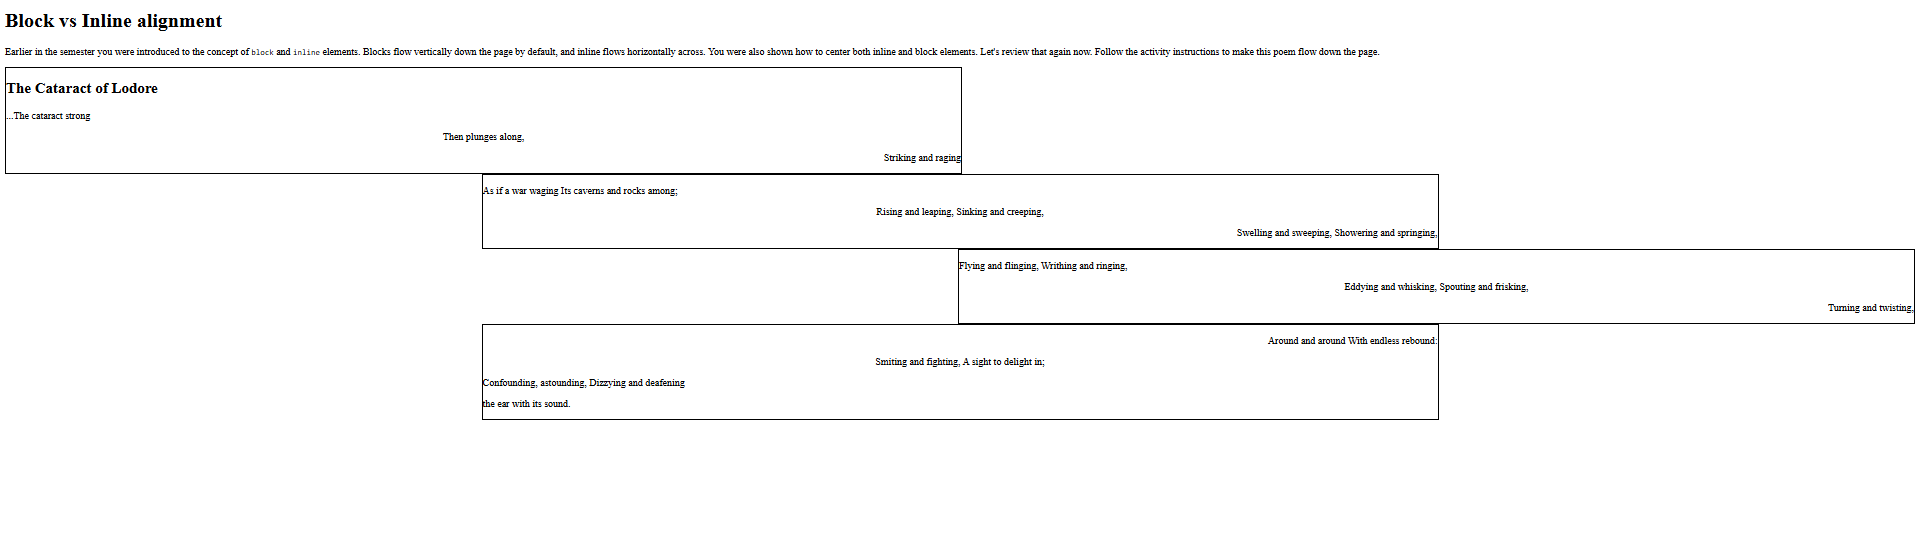 Block vs Inline alignment
Earlier in the semester you were introduced to the concept of block and inline elements. Blocks flow vertically down the page by default, and inline flows horizontally across. You were also shown how to center both inline and block elements. Let's review that again now. Follow the activity instructions to make this poem flow down the page.
The Cataract of Lodore
...The cataract strong
Then plunges along,
Striking and raging
As if a war waging Its caverns and rocks among;
Rising and leaping, Sinking and creeping,
Swelling and sweeping, Showering and springing,
Flying and flinging, Writhing and ringing,
Eddying and whisking, Spouting and frisking,
Turning and twisting,
Around and around With endless rebound:
Smiting and fighting, A sight to delight in;
Confounding, astounding, Dizzying and deafening
the ear with its sound.